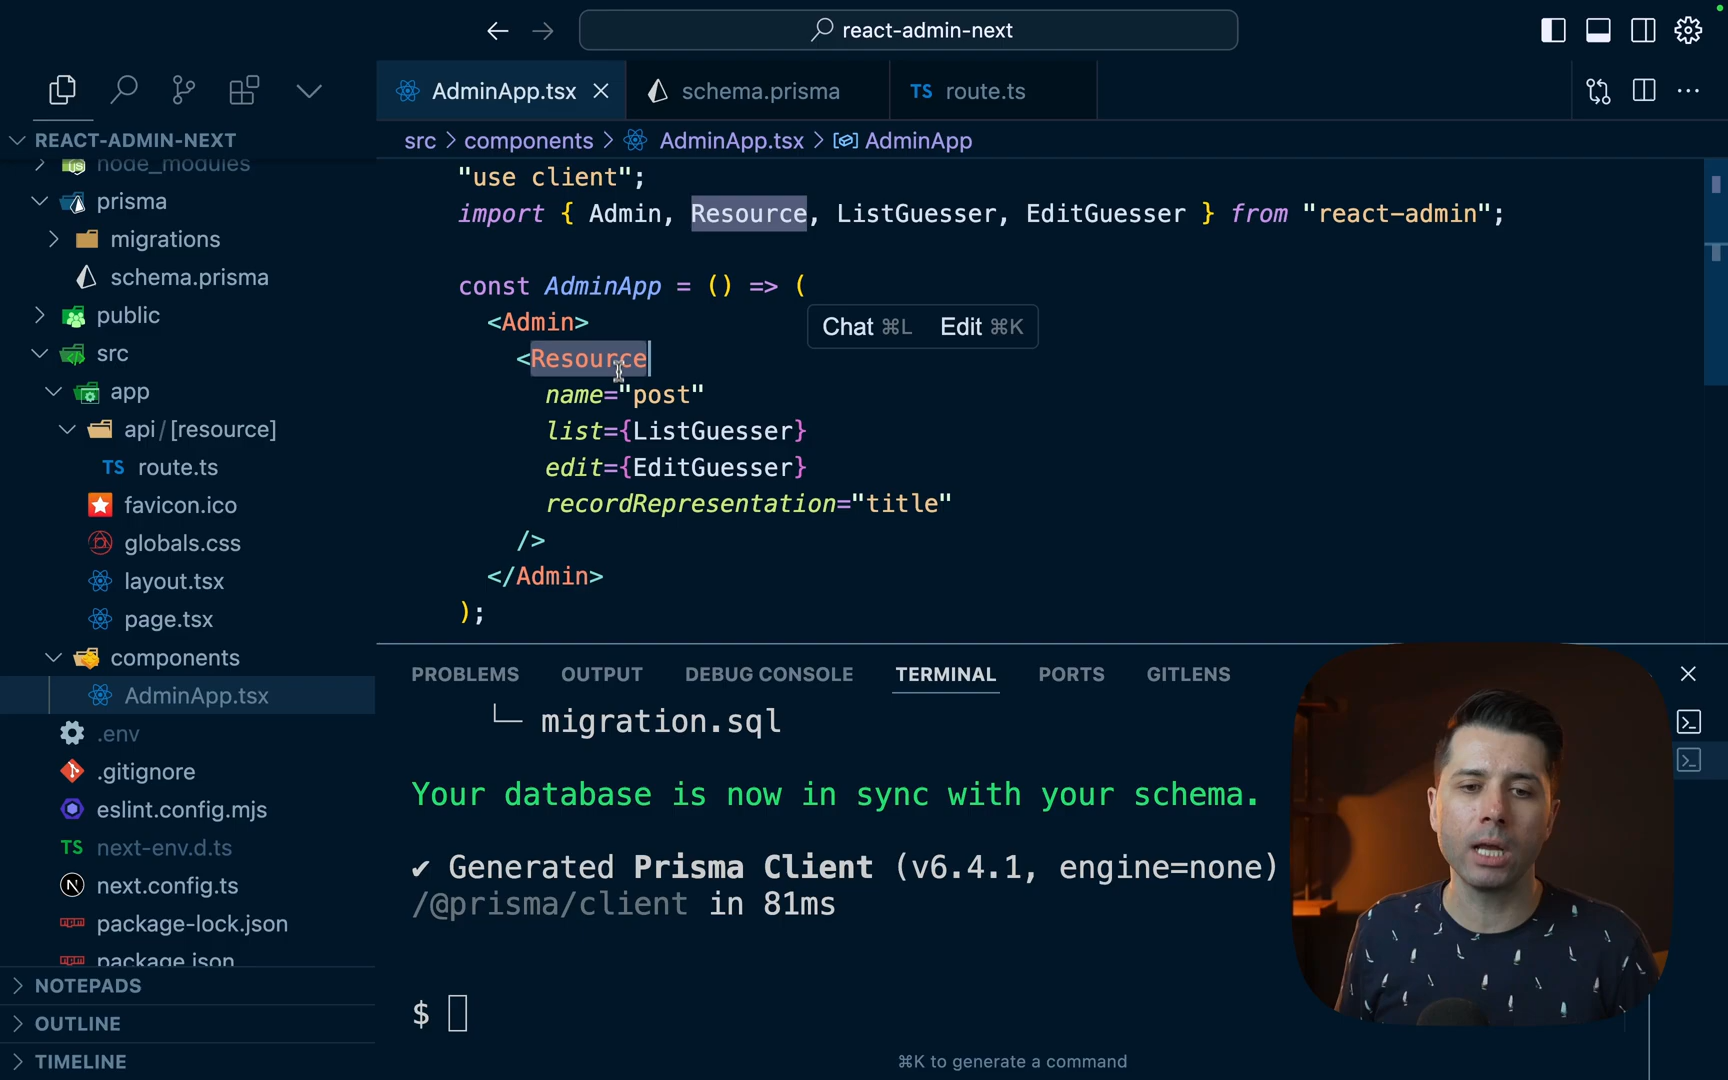 react-admin-next
AdminApp.tsx
schema.prisma
TS route.ts
src > components > AdminApp.tsx > AdminApp
REACT-ADMIN-NEXT
node_modules
prisma
migrations
schema.prisma
public
src
app
api/[resource]
TS route.ts
favicon.ico
globals.css
layout.tsx
page.tsx
components
AdminApp.tsx
.env
.gitignore
eslint.config.mjs
TS next-env.d.ts
next.config.ts
package-lock.json
package.json
NOTEPADS
OUTLINE
TIMELINE
"use client";
import { Admin, Resource, ListGuesser, EditGuesser } from "react-admin";
const AdminApp = () => (
<Admin>
Chat ⌘L Edit ⌘K
<Resource
name="post"
list={ListGuesser}
edit={EditGuesser}
recordRepresentation="title"
/>
</Admin>
);
PROBLEMS OUTPUT DEBUG CONSOLE TERMINAL PORTS GITLENS
└─ migration.sql
Your database is now in sync with your schema.
✔ Generated Prisma Client (v6.4.1, engine=none)
/@prisma/client in 81ms
$
⌘K to generate a command